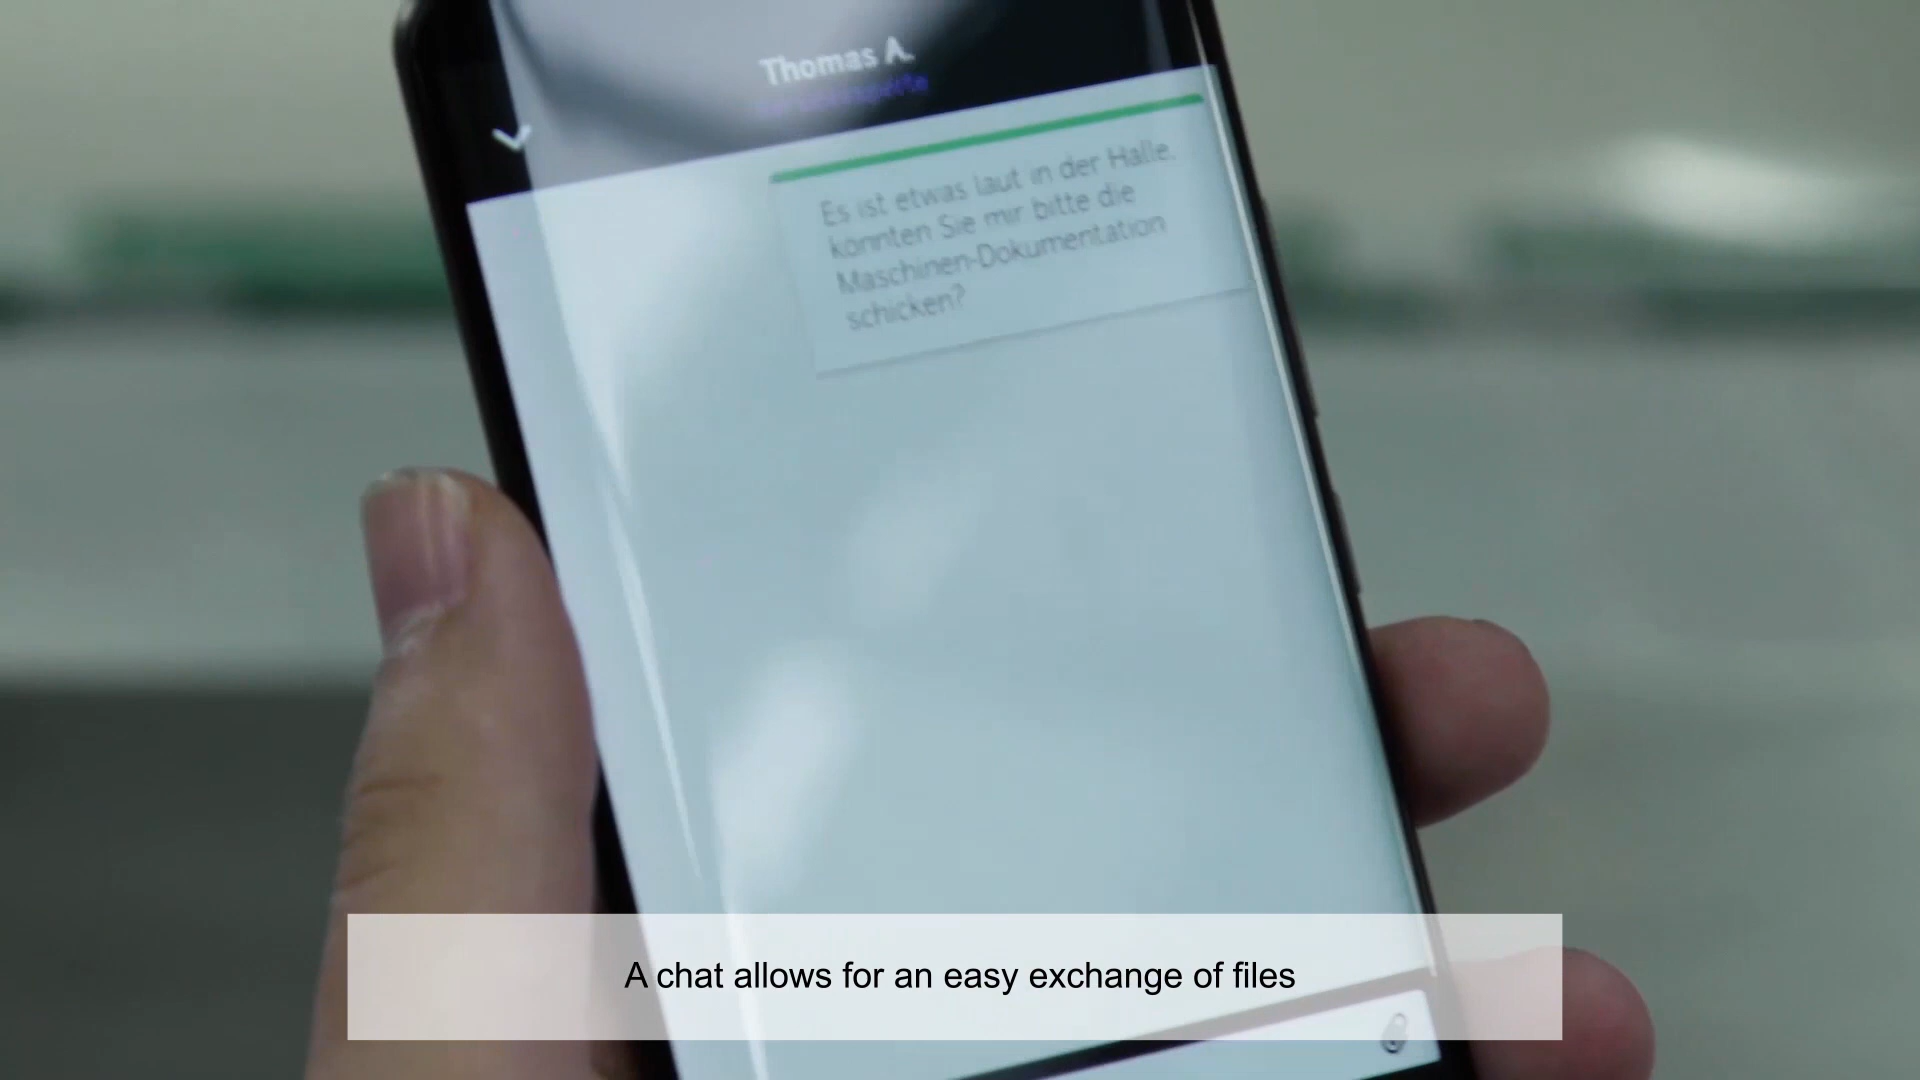 Thomas A.
Es ist etwas laut in der Halle,
könnten Sie mir bitte die
Maschinen-Dokumentation
schicken?
A chat allows for an easy exchange of files